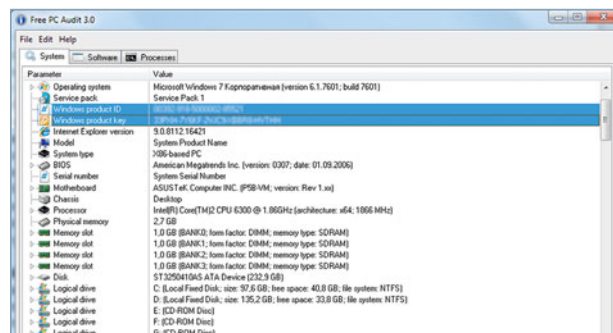 Free PC Audit 3.0
File Edit Help
System Software Processes
Parameter Value
Operating system Microsoft Windows 7 Корпоративная (version 6.1.7601; build 7601)
Service pack Service Pack 1
Windows product ID
Windows product key
Internet Explorer version 9.0.8112.16421
Model System Product Name
System type X86-based PC
BIOS American Megatrends Inc. (version: 0307; date: 01.09.2006)
Serial number System Serial Number
Motherboard ASUSTeK Computer INC. (P5B-VM; version: Rev 1.xx)
Chassis Desktop
Processor Intel(R) Core(TM)2 CPU 6300 @ 1.86GHz (architecture: x64; 1866 MHz)
Physical memory 2,7 GB
Memory slot 1,0 GB (BANK0; form factor: DIMM; memory type: SDRAM)
Memory slot 1,0 GB (BANK1; form factor: DIMM; memory type: SDRAM)
Memory slot 1,0 GB (BANK2; form factor: DIMM; memory type: SDRAM)
Memory slot 1,0 GB (BANK3; form factor: DIMM; memory type: SDRAM)
Disk ST3250410AS ATA Device (232,9 GB)
Logical drive C: (Local Fixed Disk; size: 97,6 GB; free space: 40,8 GB; file system: NTFS)
Logical drive D: (Local Fixed Disk; size: 135,2 GB; free space: 33,8 GB; file system: NTFS)
Logical drive E: (CD-ROM Disc)
Logical drive F: (CD-ROM Disc)
Logical drive G: (CD-ROM Disc)